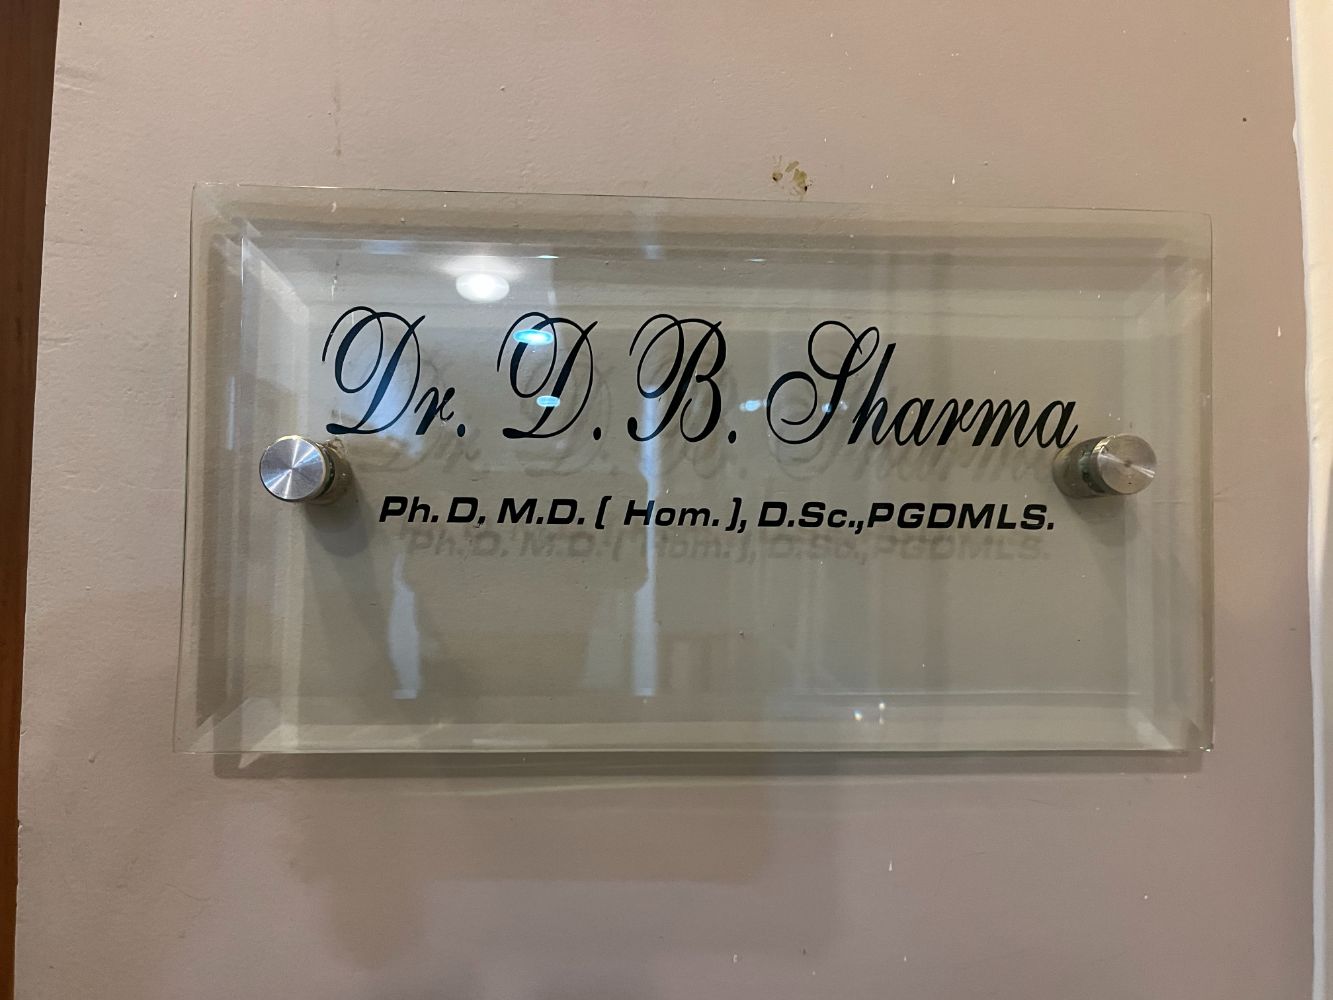 Dr. D. B. Sharma
Ph. D, M.D. ( Hom. ), D.Sc.,PGDMLS.